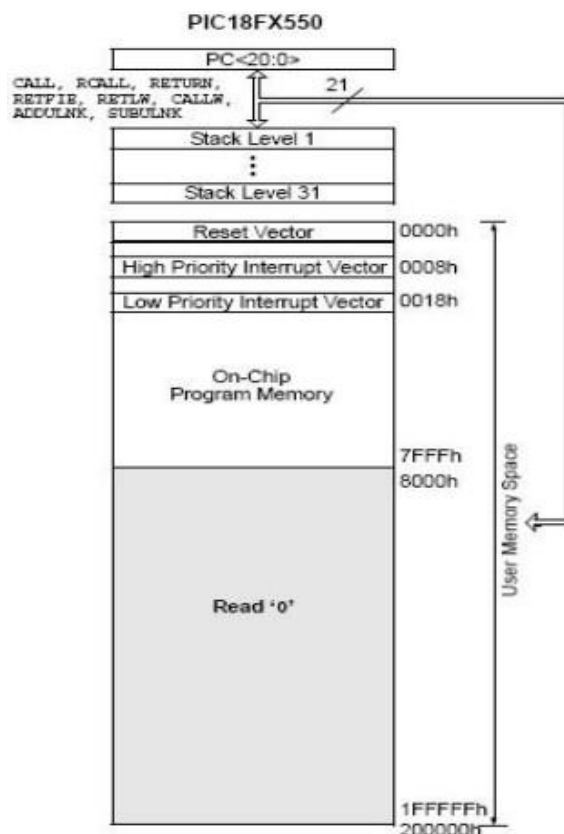 PIC18FX550
PC<20:0>
CALL, RCALL, RETURN,
RETFIE, RETLW, CALLW,
ADDULNK, SUBULNK
21
Stack Level 1
⋮
Stack Level 31
Reset Vector
0000h
High Priority Interrupt Vector
0008h
Low Priority Interrupt Vector
0018h
On-Chip
Program Memory
7FFFh
8000h
User Memory Space
Read ‘0’
1FFFFFh
200000h